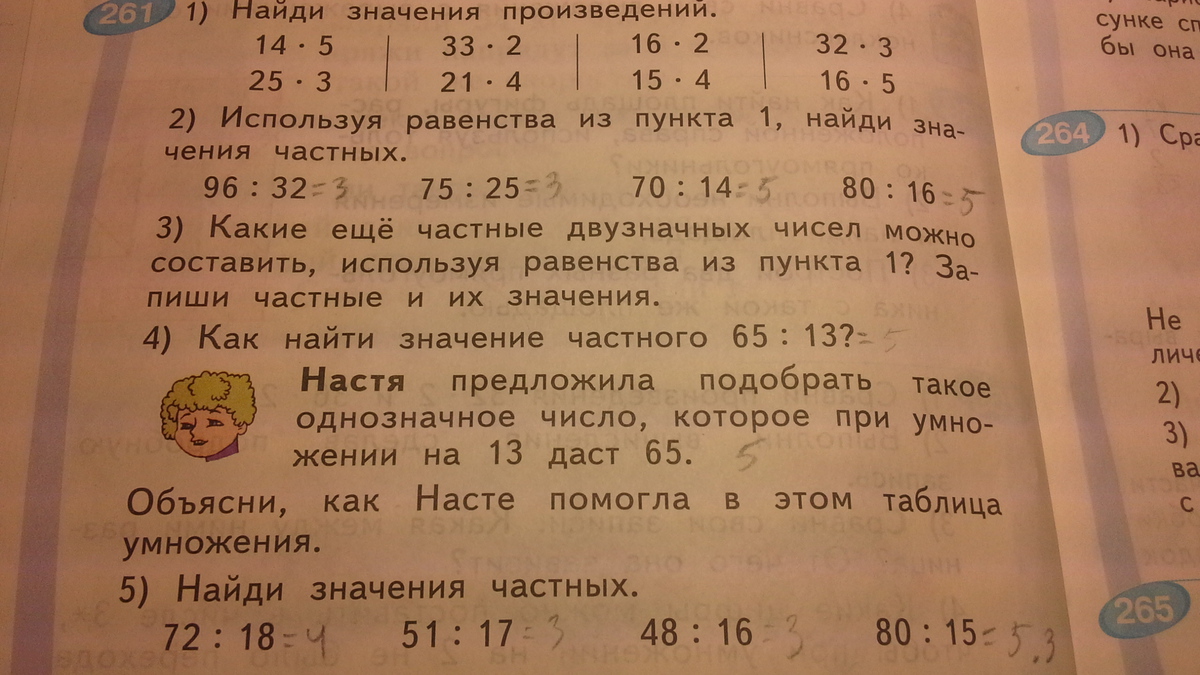 261 1) Найди значения произведений.
14 · 5 33 · 2 16 · 2 32 · 3
25 · 3 21 · 4 15 · 4 16 · 5
2) Используя равенства из пункта 1, найди зна-
чения частных.
96 : 32 = 3 75 : 25 = 3 70 : 14 = 5 80 : 16 = 5
3) Какие ещё частные двузначных чисел можно
составить, используя равенства из пункта 1? За-
пиши частные и их значения.
4) Как найти значение частного 65 : 13? = 5
Настя предложила подобрать такое
однозначное число, которое при умно-
жении на 13 даст 65. 5
Объясни, как Насте помогла в этом таблица
умножения.
5) Найди значения частных.
72 : 18 = 4 51 : 17 = 3 48 : 16 = 3 80 : 15 = 5.3
сунке
бы она
264 1)
Не
2)
3)
с
265